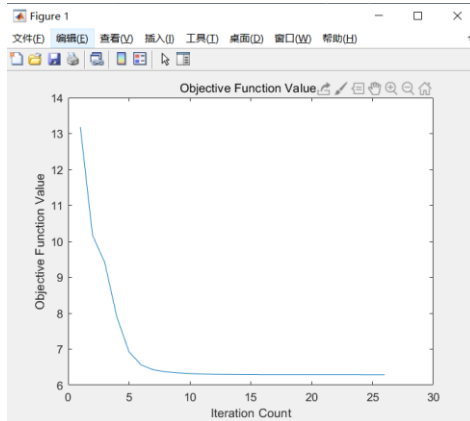 Figure 1
文件(F) 编辑(E) 查看(V) 插入(I) 工具(T) 桌面(D) 窗口(W) 帮助(H)
Objective Function Value
14
13
12
11
10
9
8
7
6
Objective Function Value
0 5 10 15 20 25 30
Iteration Count